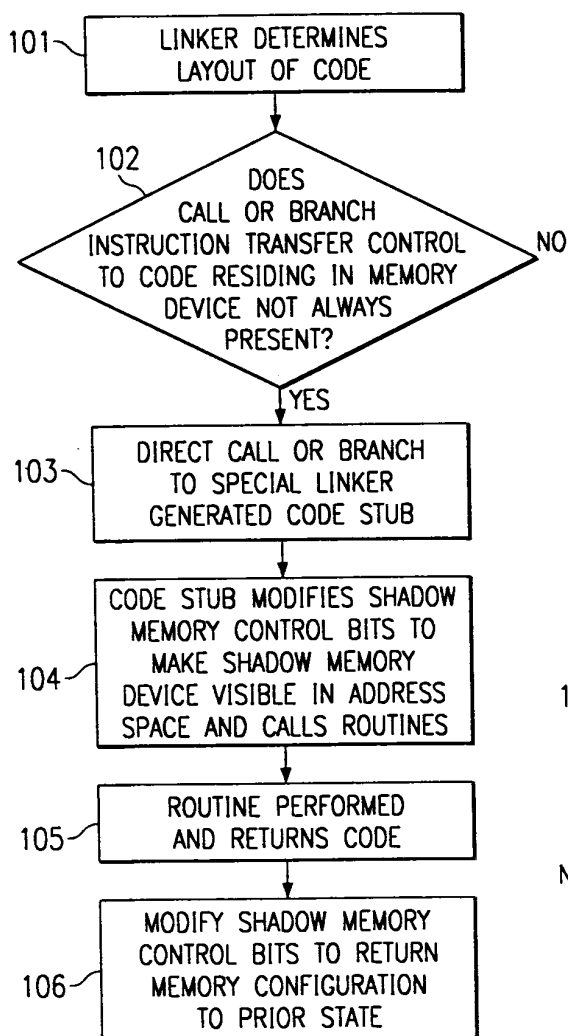 101
LINKER DETERMINES
LAYOUT OF CODE
102
DOES
CALL OR BRANCH
INSTRUCTION TRANSFER CONTROL
TO CODE RESIDING IN MEMORY
DEVICE NOT ALWAYS
PRESENT?
NO
YES
103
DIRECT CALL OR BRANCH
TO SPECIAL LINKER
GENERATED CODE STUB
104
CODE STUB MODIFIES SHADOW
MEMORY CONTROL BITS TO
MAKE SHADOW MEMORY
DEVICE VISIBLE IN ADDRESS
SPACE AND CALLS ROUTINES
1
105
ROUTINE PERFORMED
AND RETURNS CODE
N
106
MODIFY SHADOW MEMORY
CONTROL BITS TO RETURN
MEMORY CONFIGURATION
TO PRIOR STATE